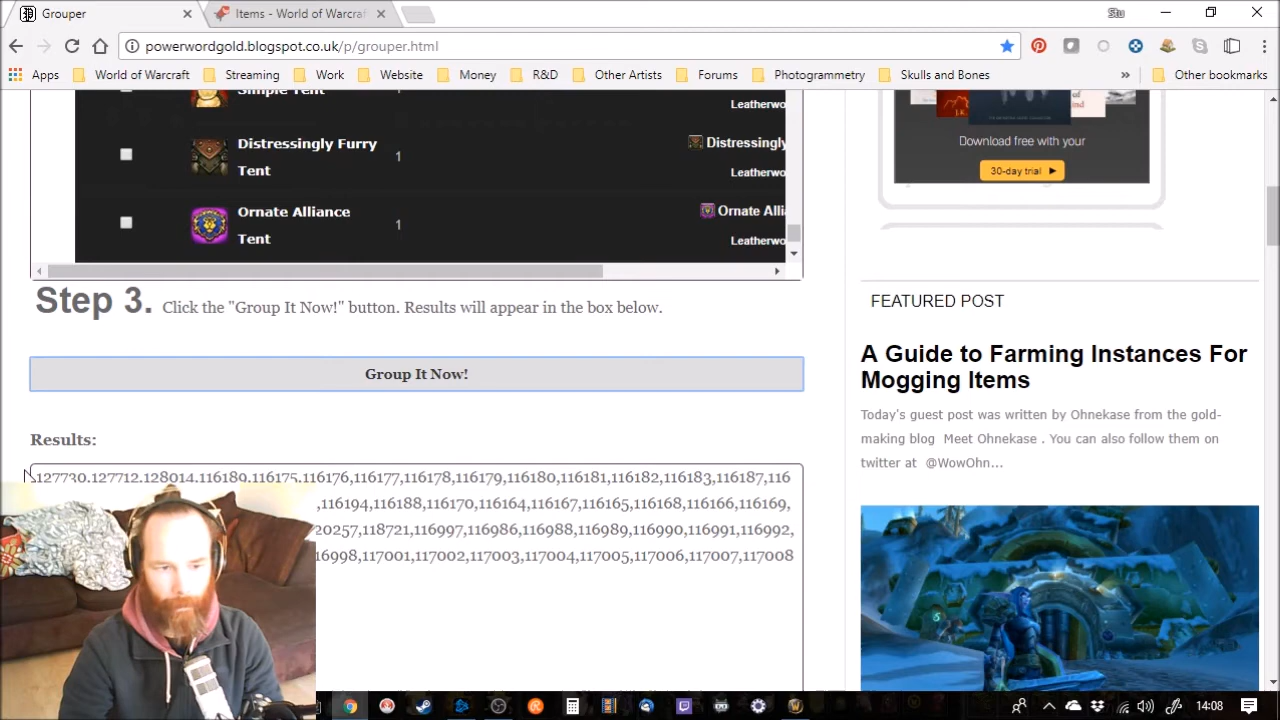 Grouper
Items - World of Warcraf
Stu
powerwordgold.blogspot.co.uk/p/grouper.html
Apps
World of Warcraft
Streaming
Work
Website
Money
R&D
Other Artists
Forums
Photogrammetry
Skulls and Bones
»
Other bookmarks
Simple Tent
1
Leatherwo
Distressingly Furry
Tent
1
Distressingly
Leatherwo
Ornate Alliance
Tent
1
Ornate Alli
Leatherwo
Step 3. Click the "Group It Now!" button. Results will appear in the box below.
Group It Now!
Results:
127730,127712,128014,116189,116175,116176,116177,116178,116179,116180,116181,116182,116183,116187,116
,116194,116188,116170,116164,116167,116165,116168,116166,116169,
20257,118721,116997,116986,116988,116989,116990,116991,116992,
16998,117001,117002,117003,117004,117005,117006,117007,117008
Download free with your
30-day trial
FEATURED POST
A Guide to Farming Instances For
Mogging Items
Today's guest post was written by Ohnekase from the gold-
making blog Meet Ohnekase . You can also follow them on
twitter at @WowOhn...
14:08